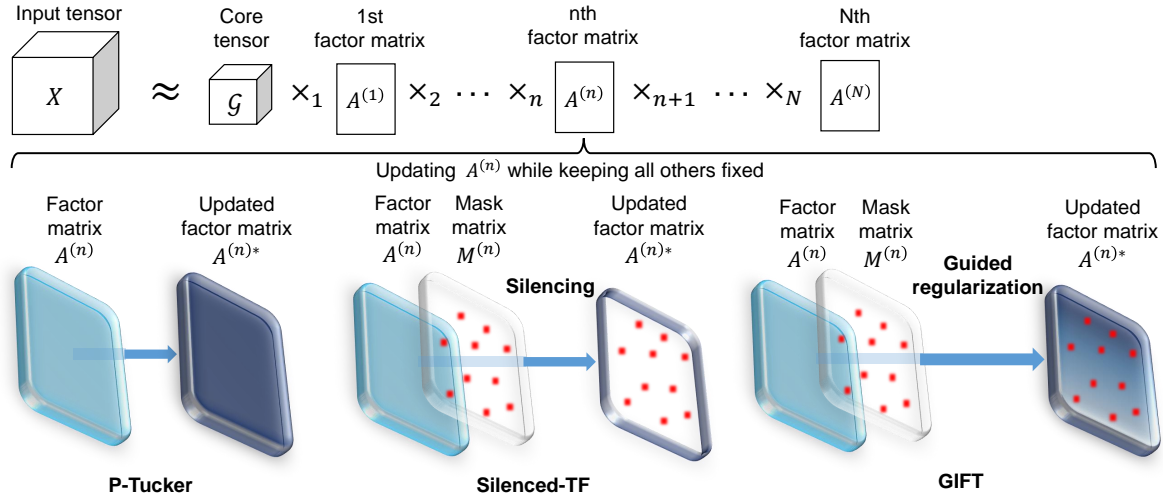 Input tensor
Core tensor
1st factor matrix
nth factor matrix
Nth factor matrix
X ≈ 𝒢 ×₁ A⁽¹⁾ ×₂ ⋯ ×ₙ A⁽ⁿ⁾ ×ₙ₊₁ ⋯ ×_N A⁽ᴺ⁾
Updating A⁽ⁿ⁾ while keeping all others fixed
Factor
matrix
A⁽ⁿ⁾
Updated
factor matrix
A⁽ⁿ⁾*
P-Tucker
Factor
matrix
A⁽ⁿ⁾
Mask
matrix
M⁽ⁿ⁾
Silencing
Updated
factor matrix
A⁽ⁿ⁾*
Silenced-TF
Factor
matrix
A⁽ⁿ⁾
Mask
matrix
M⁽ⁿ⁾
Guided
regularization
Updated
factor matrix
A⁽ⁿ⁾*
GIFT